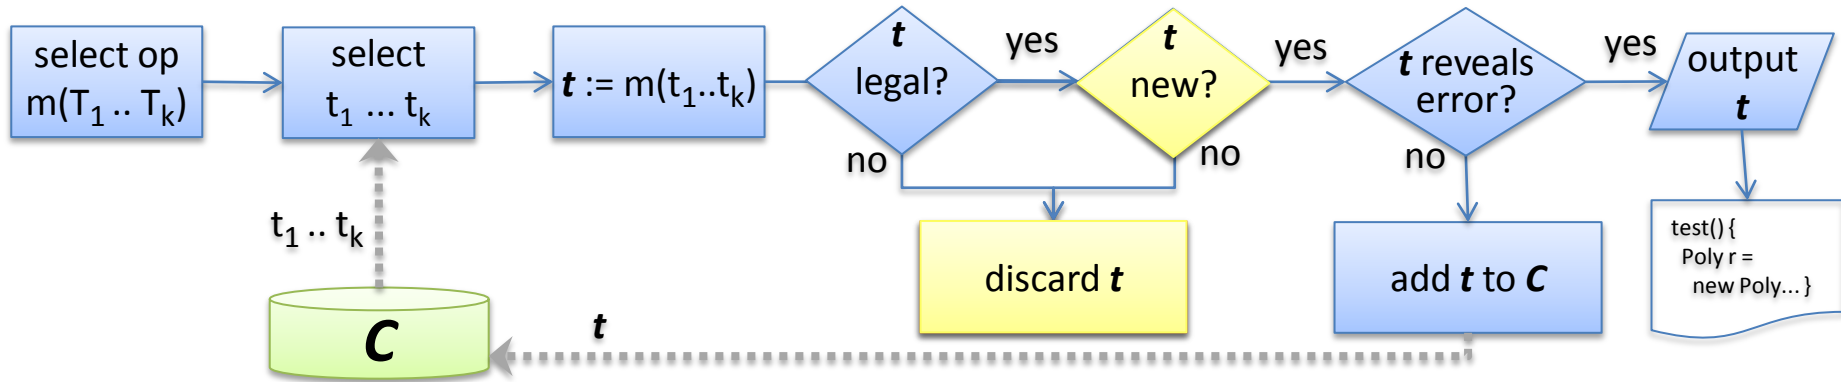 select op
m(T₁ .. Tₖ)
select
t₁ ... tₖ
t := m(t₁..tₖ)
t
legal?
yes
no
t
new?
yes
no
t reveals
error?
yes
no
output
t
t₁ .. tₖ
C
t
discard t
add t to C
test() {
Poly r =
new Poly... }